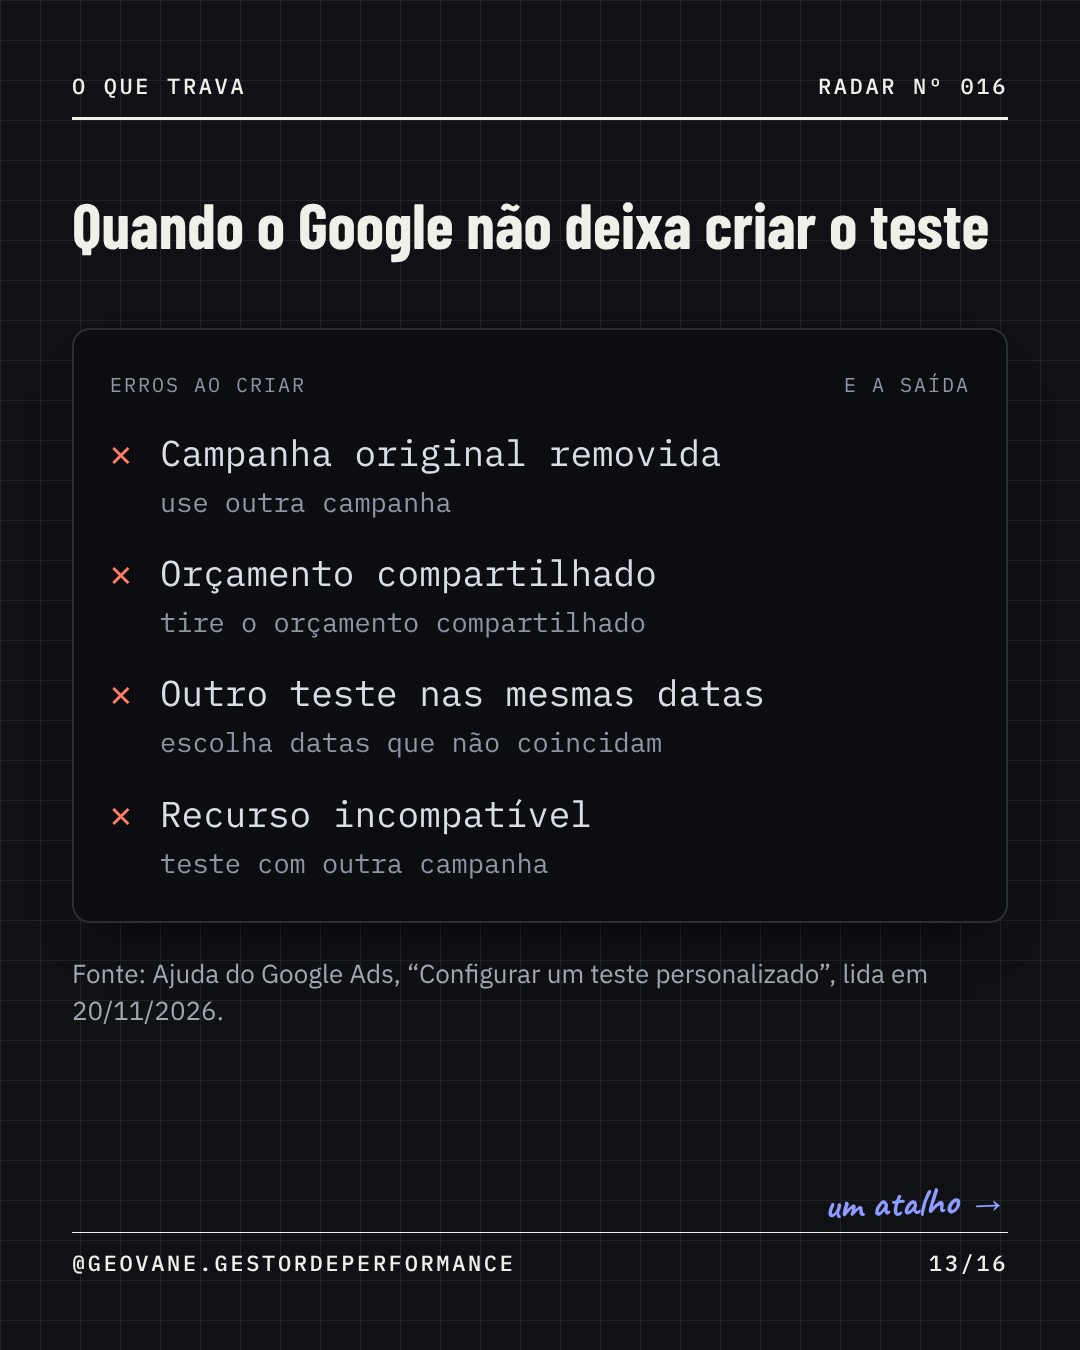 O QUE TRAVA
RADAR Nº 016
Quando o Google não deixa criar o teste
ERROS AO CRIAR
E A SAÍDA
× Campanha original removida
use outra campanha
× Orçamento compartilhado
tire o orçamento compartilhado
× Outro teste nas mesmas datas
escolha datas que não coincidam
× Recurso incompatível
teste com outra campanha
Fonte: Ajuda do Google Ads, “Configurar um teste personalizado”, lida em
20/11/2026.
um atalho →
@GEOVANE.GESTORDEPERFORMANCE
13/16